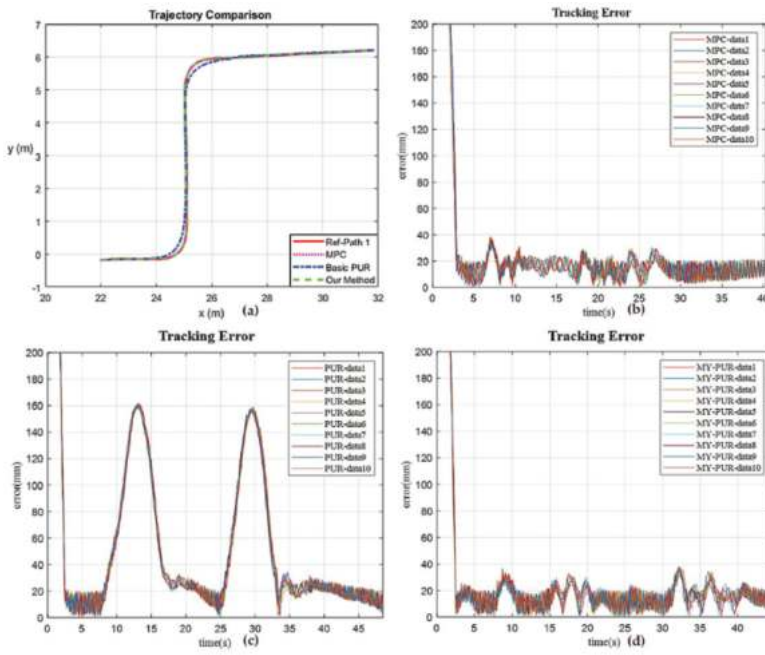 Trajectory Comparison
7
6
5
4
3
2
1
0
-1
y (m)
20 22 24 26 28 30 32
x (m)
(a)
Ref-Path 1
MPC
Basic PUR
Our Method
Tracking Error
200
180
160
140
120
100
80
60
40
20
0
error(mm)
0 5 10 15 20 25 30 35 40
time(s)
(b)
MPC-data1
MPC-data2
MPC-data3
MPC-data4
MPC-data5
MPC-data6
MPC-data7
MPC-data8
MPC-data9
MPC-data10
Tracking Error
200
180
160
140
120
100
80
60
40
20
0
error(mm)
0 5 10 15 20 25 30 35 40 45
time(s)
(c)
PUR-data1
PUR-data2
PUR-data3
PUR-data4
PUR-data5
PUR-data6
PUR-data7
PUR-data8
PUR-data9
PUR-data10
Tracking Error
200
180
160
140
120
100
80
60
40
20
0
error(mm)
0 5 10 15 20 25 30 35 40
time(s)
(d)
MY-PUR-data1
MY-PUR-data2
MY-PUR-data3
MY-PUR-data4
MY-PUR-data5
MY-PUR-data6
MY-PUR-data7
MY-PUR-data8
MY-PUR-data9
MY-PUR-data10